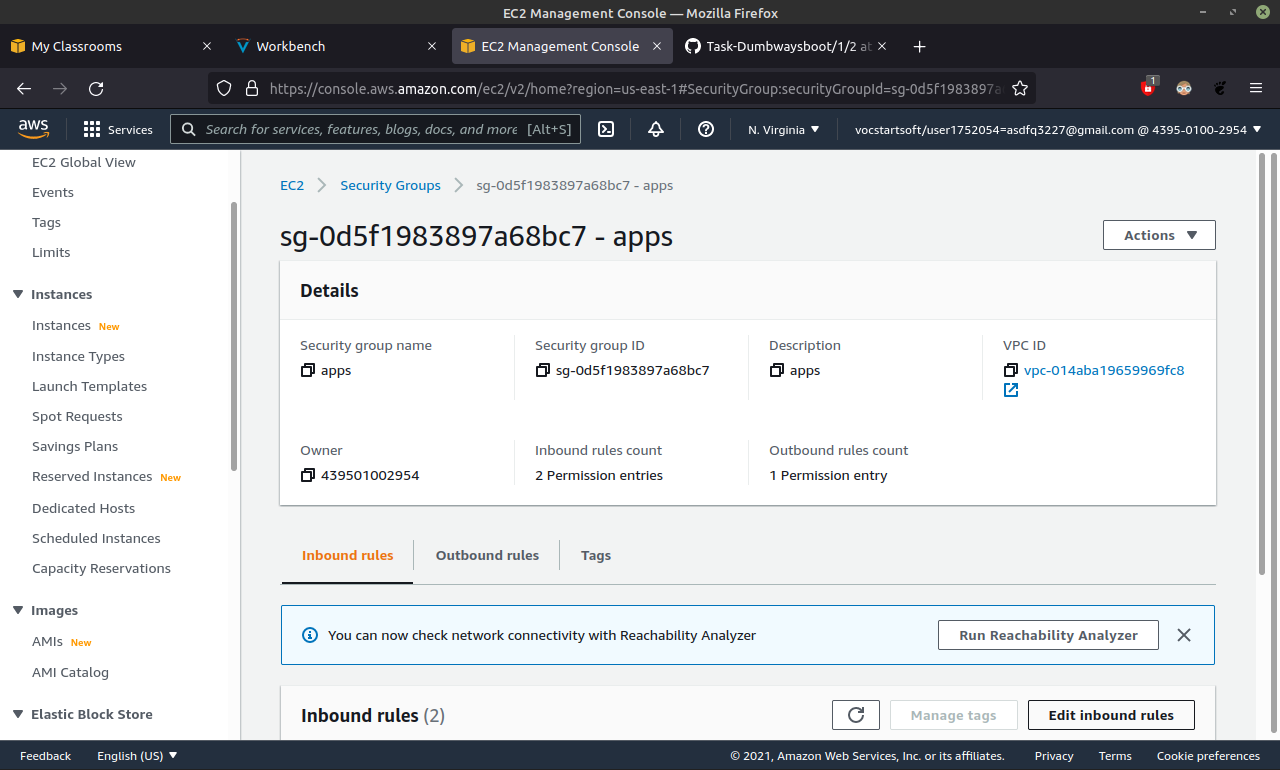 EC2 Management Console — Mozilla Firefox
My Classrooms
Workbench
EC2 Management Console
Task-Dumbwaysboot/1/2 at
https://console.aws.amazon.com/ec2/v2/home?region=us-east-1#SecurityGroup:securityGroupId=sg-0d5f1983897a
1
aws
Services
Search for services, features, blogs, docs, and more [Alt+S]
N. Virginia
vocstartsoft/user1752054=asdfq3227@gmail.com @ 4395-0100-2954
EC2 Global View
Events
Tags
Limits
Instances
Instances New
Instance Types
Launch Templates
Spot Requests
Savings Plans
Reserved Instances New
Dedicated Hosts
Scheduled Instances
Capacity Reservations
Images
AMIs New
AMI Catalog
Elastic Block Store
EC2
Security Groups
sg-0d5f1983897a68bc7 - apps
sg-0d5f1983897a68bc7 - apps
Actions
Details
Security group name
apps
Security group ID
sg-0d5f1983897a68bc7
Description
apps
VPC ID
vpc-014aba19659969fc8
Owner
439501002954
Inbound rules count
2 Permission entries
Outbound rules count
1 Permission entry
Inbound rules
Outbound rules
Tags
You can now check network connectivity with Reachability Analyzer
Run Reachability Analyzer
Inbound rules (2)
Manage tags
Edit inbound rules
Feedback
English (US)
© 2021, Amazon Web Services, Inc. or its affiliates.
Privacy
Terms
Cookie preferences